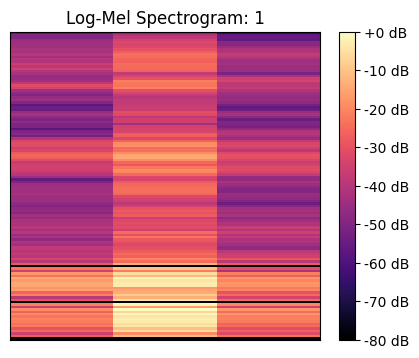 Log-Mel Spectrogram: 1
+0 dB
-10 dB
-20 dB
-30 dB
-40 dB
-50 dB
-60 dB
-70 dB
-80 dB